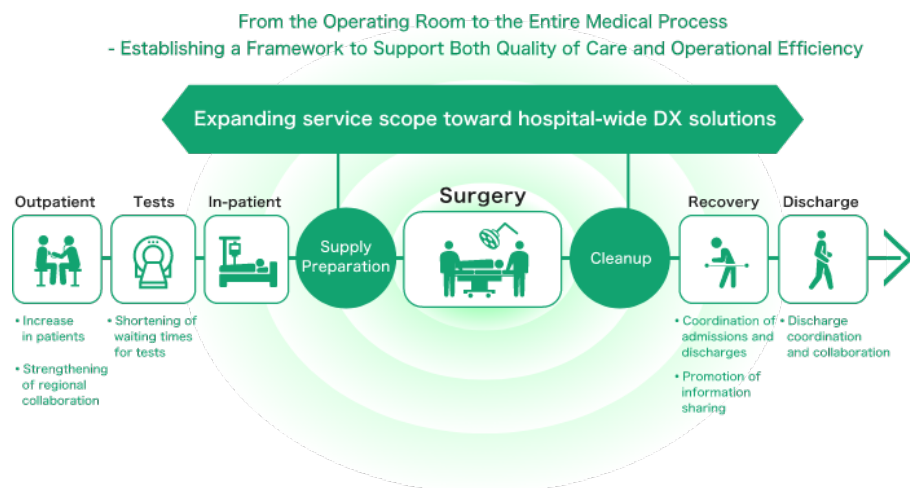 From the Operating Room to the Entire Medical Process
- Establishing a Framework to Support Both Quality of Care and Operational Efficiency
Expanding service scope toward hospital-wide DX solutions
Outpatient
Tests
In-patient
Supply
Preparation
Surgery
Cleanup
Recovery
Discharge
• Increase
in patients
• Strengthening
of regional
collaboration
• Shortening of
waiting times
for tests
• Coordination of
admissions and
discharges
• Promotion of
information
sharing
• Discharge
coordination
and collaboration